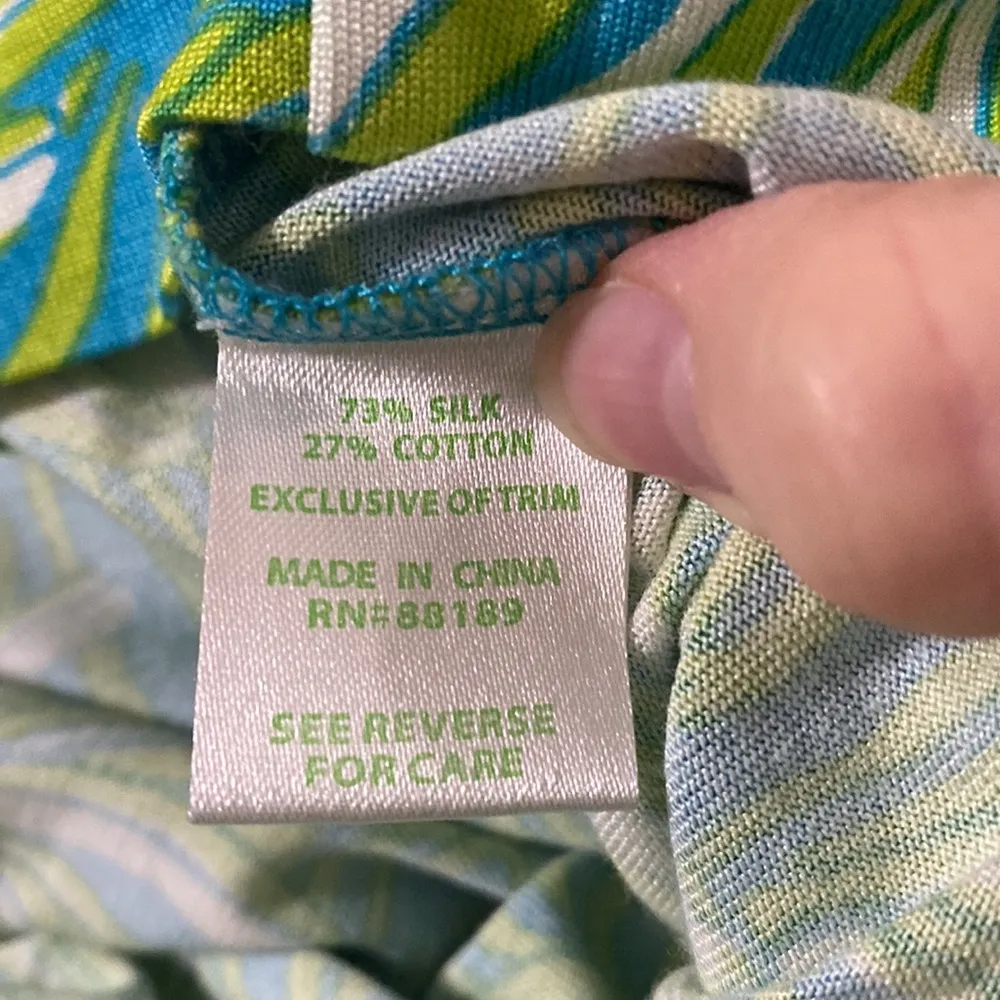 73% SILK
27% COTTON
EXCLUSIVE OF TRIM
MADE IN CHINA
RN#88189
SEE REVERSE
FOR CARE